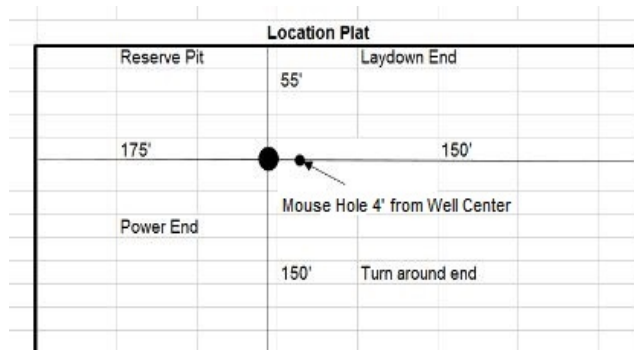 Location Plat
Reserve Pit
Laydown End
55'
175'
150'
Mouse Hole 4' from Well Center
Power End
150'
Turn around end